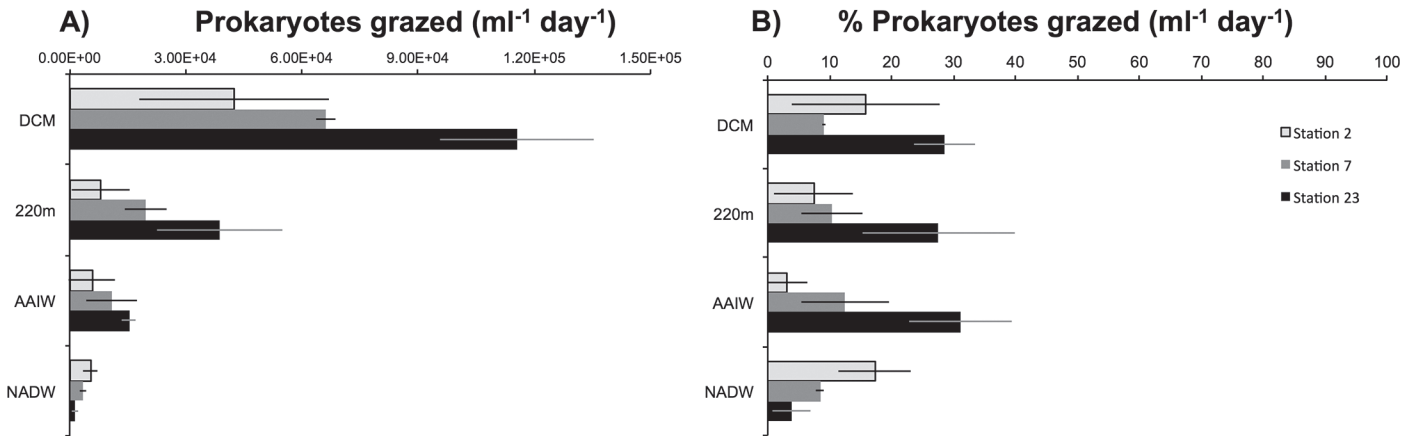 A) Prokaryotes grazed (ml⁻¹ day⁻¹)
0.00E+00 3.00E+04 6.00E+04 9.00E+04 1.20E+05 1.50E+05
DCM
220m
AAIW
NADW
B) % Prokaryotes grazed (ml⁻¹ day⁻¹)
0 10 20 30 40 50 60 70 80 90 100
DCM
220m
AAIW
NADW
Station 2
Station 7
Station 23